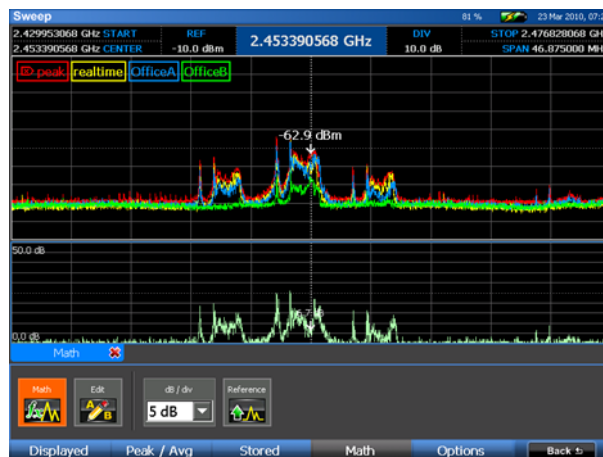 Sweep 81 % 23 Mar 2010, 07:2
2.429953068 GHz START REF 2.453390568 GHz DIV STOP 2.476828068 GH
2.453390568 GHz CENTER -10.0 dBm 10.0 dB SPAN 46.875000 MH
peak realtime OfficeA OfficeB
-62.9 dBm
50.0 dB
0.0 dB
Math
Math Edit dB / div Reference
5 dB
A
B
Displayed Peak / Avg Stored Math Options Back